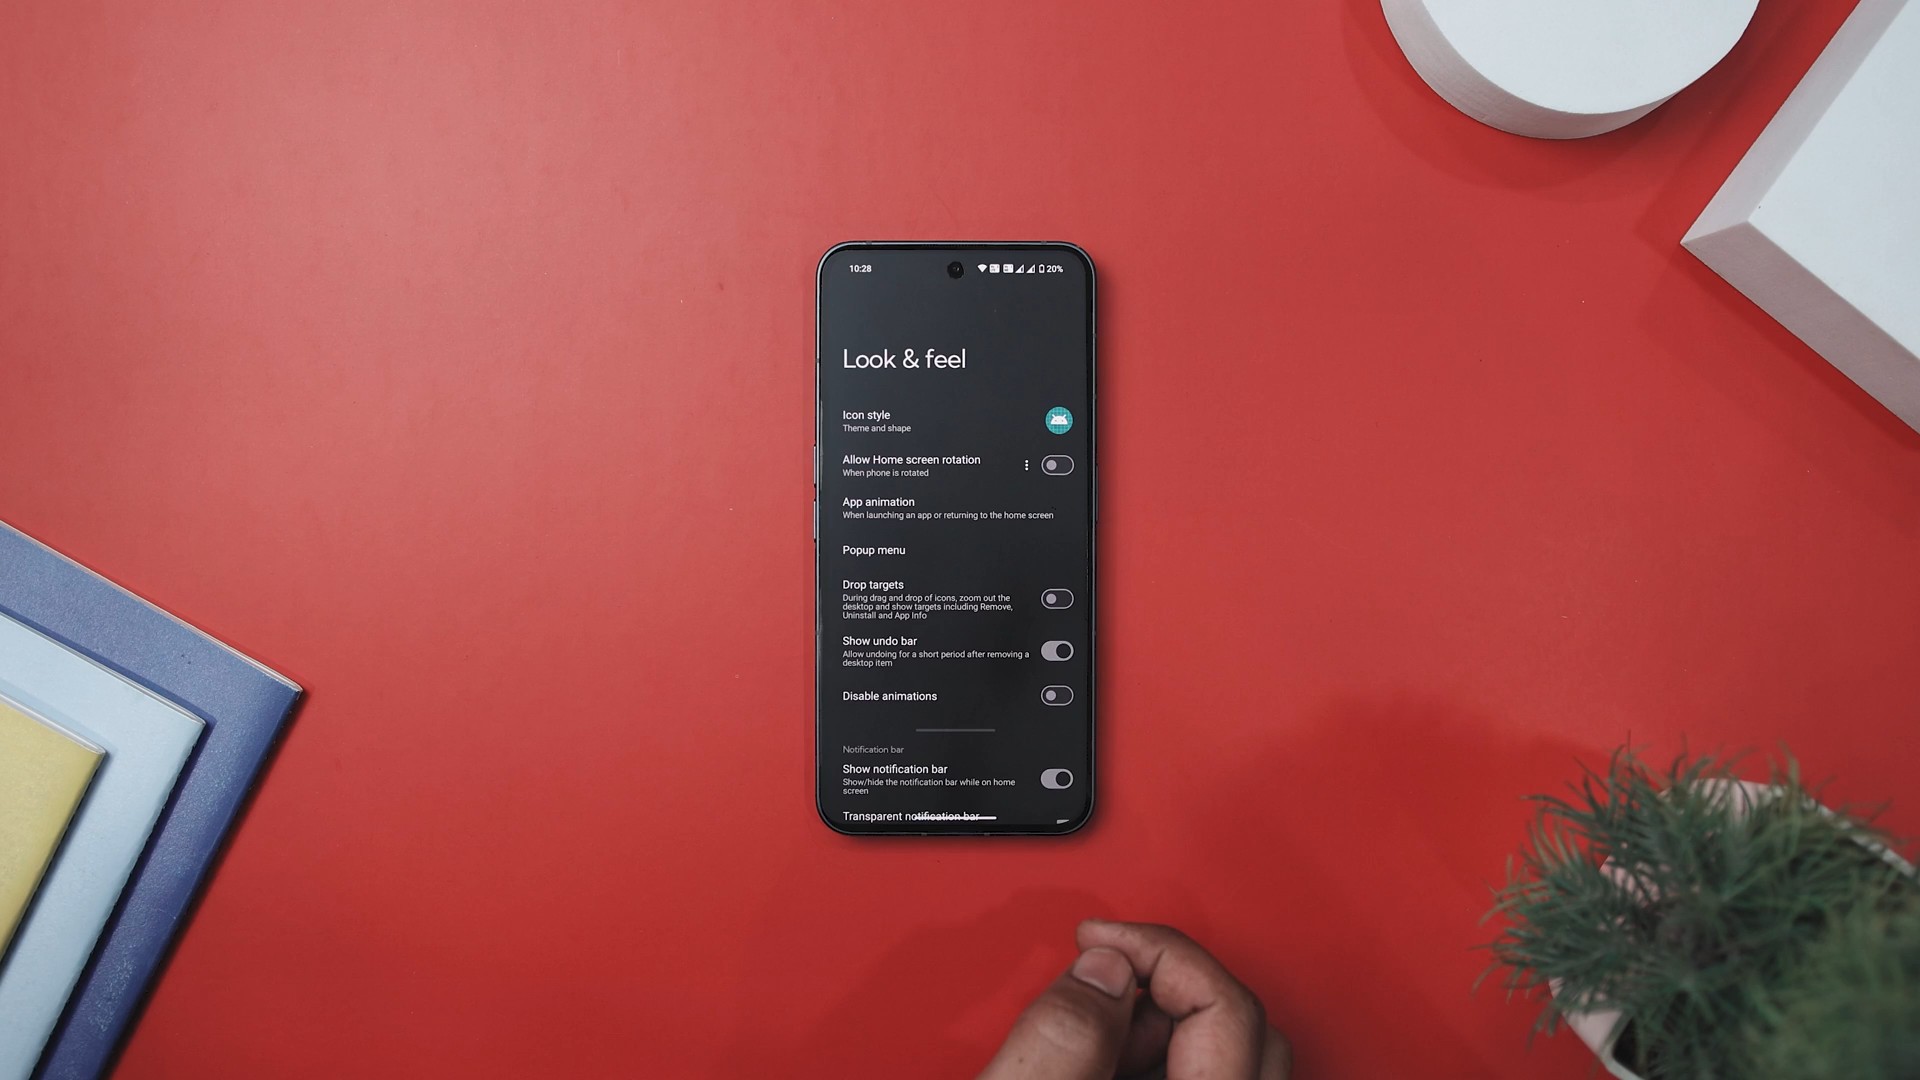 10:28
20%
Look & feel
Icon style
Theme and shape
Allow Home screen rotation
When phone is rotated
App animation
When launching an app or returning to the home screen
Popup menu
Drop targets
During drag and drop of icons, zoom out the
desktop and show targets including Remove,
Uninstall and App Info
Show undo bar
Allow undoing for a short period after removing a
desktop item
Disable animations
Notification bar
Show notification bar
Show/hide the notification bar while on home
screen
Transparent notification bar